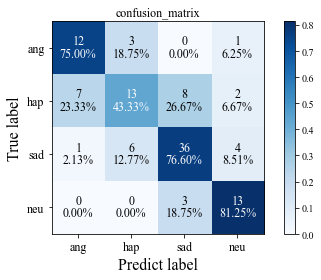 confusion_matrix
ang 12 3 0 1 0.8
75.00% 18.75% 0.00% 6.25% 0.7
hap 7 13 8 2 0.6
23.33% 43.33% 26.67% 6.67% 0.5
sad 1 6 36 4 0.4
2.13% 12.77% 76.60% 8.51% 0.3
neu 0 0 3 13 0.2
0.00% 0.00% 18.75% 81.25% 0.1
0.0
ang hap sad neu
True label
Predict label